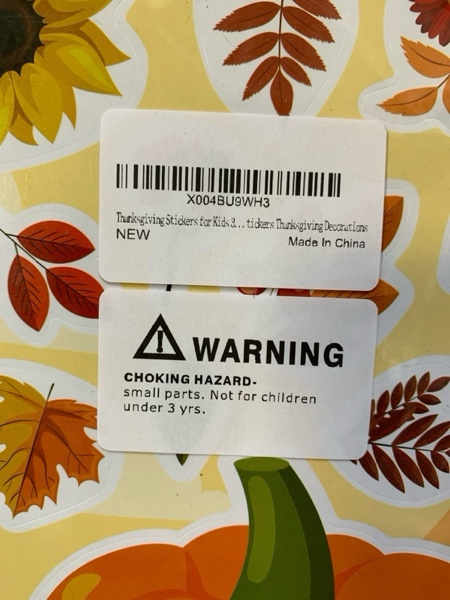 X004BU9WH3
Thanksgiving Stickers for Kids 3... tickers Thanksgiving Decorations
NEW
Made In China
WARNING
CHOKING HAZARD-
small parts. Not for children
under 3 yrs.